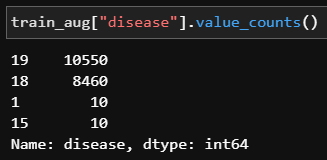 train_aug["disease"].value_counts()
19    10550
18     8460
1        10
15       10
Name: disease, dtype: int64